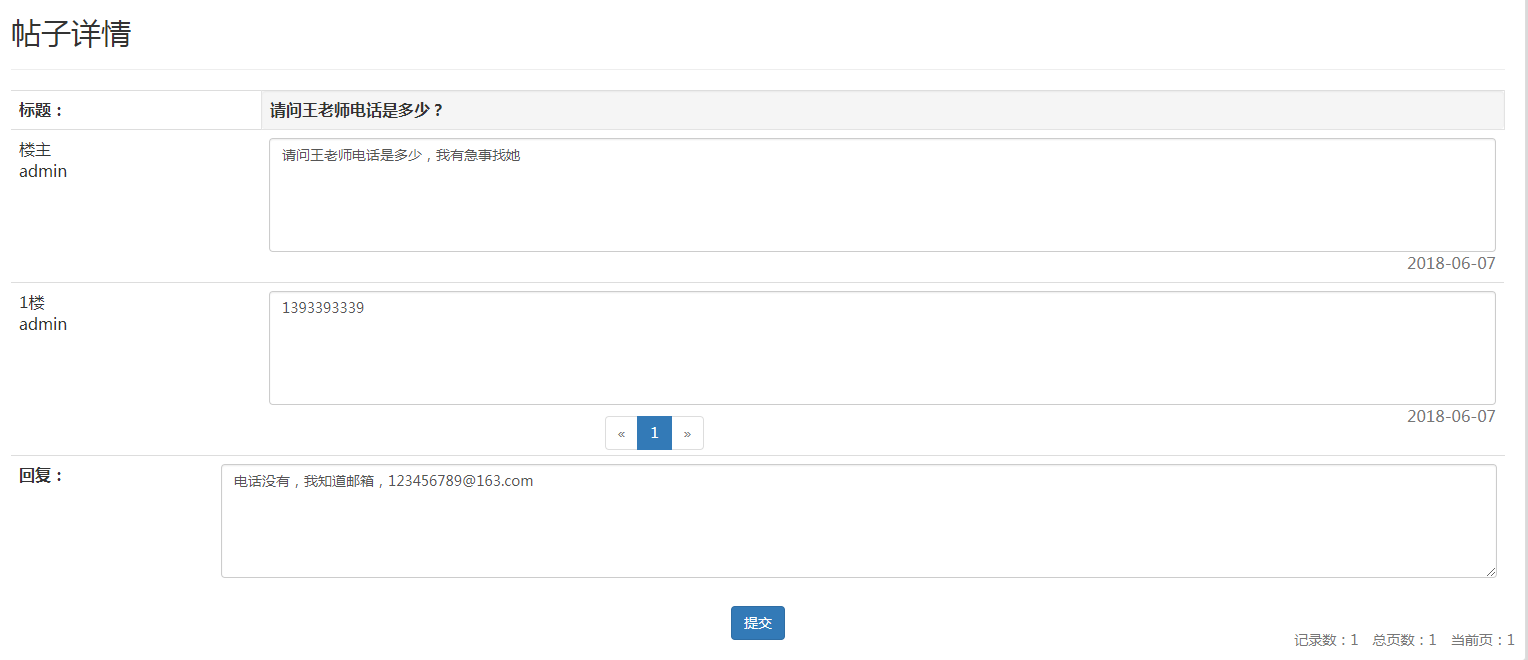 帖子详情
标题：
请问王老师电话是多少？
楼主
admin
请问王老师电话是多少，我有急事找她
2018-06-07
1楼
admin
1393393339
2018-06-07
« 1 »
回复：
电话没有，我知道邮箱，123456789@163.com
提交
记录数：1 总页数：1 当前页：1